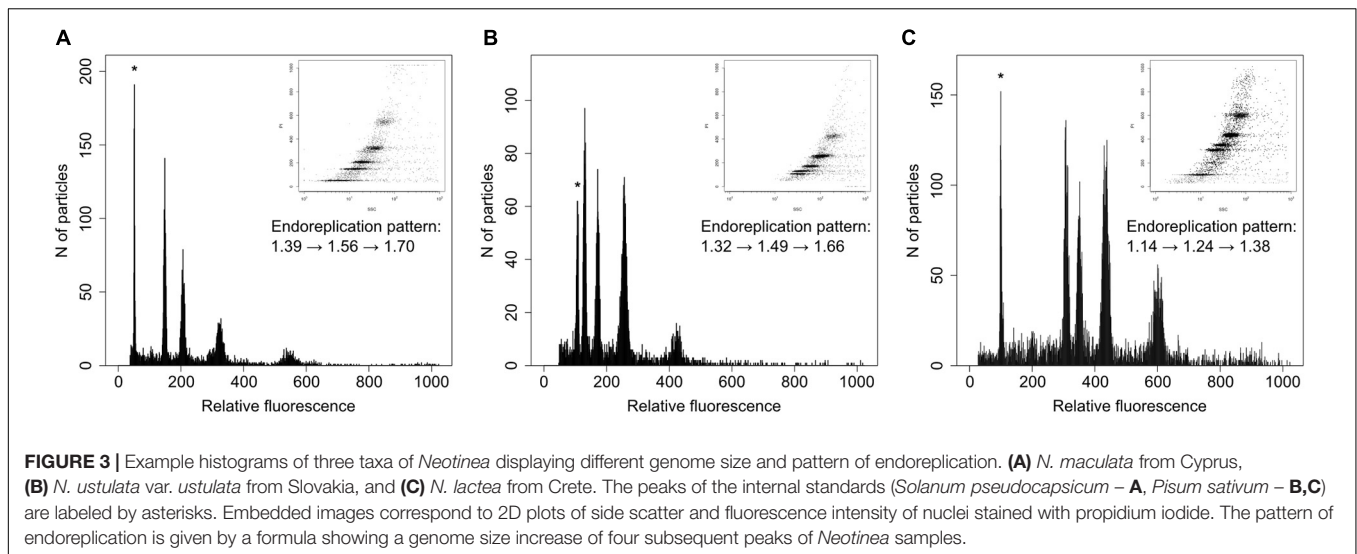 A
B
C
*
*
*
N of particles
0
50
100
150
200
0
200
400
600
800
1000
Relative fluorescence
Endoreplication pattern:
1.39 → 1.56 → 1.70
PI
SSC
N of particles
0
20
40
60
80
100
0
200
400
600
800
1000
Relative fluorescence
Endoreplication pattern:
1.32 → 1.49 → 1.66
PI
SSC
N of particles
0
50
100
150
0
200
400
600
800
1000
Relative fluorescence
Endoreplication pattern:
1.14 → 1.24 → 1.38
PI
SSC
FIGURE 3 | Example histograms of three taxa of Neotinea displaying different genome size and pattern of endoreplication. (A) N. maculata from Cyprus,
(B) N. ustulata var. ustulata from Slovakia, and (C) N. lactea from Crete. The peaks of the internal standards (Solanum pseudocapsicum – A, Pisum sativum – B,C)
are labeled by asterisks. Embedded images correspond to 2D plots of side scatter and fluorescence intensity of nuclei stained with propidium iodide. The pattern of
endoreplication is given by a formula showing a genome size increase of four subsequent peaks of Neotinea samples.